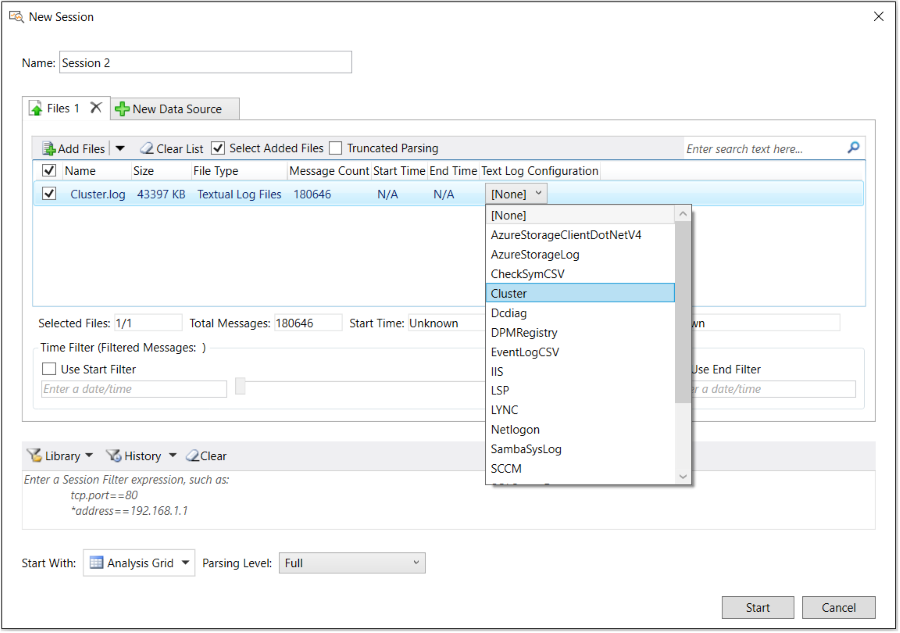 New Session
Name: Session 2
Files 1
New Data Source
Add Files Clear List Select Added Files Truncated Parsing Enter search text here...
Name Size File Type Message Count Start Time End Time Text Log Configuration
Cluster.log 43397 KB Textual Log Files 180646 N/A N/A [None]
[None]
AzureStorageClientDotNetV4
AzureStorageLog
CheckSymCSV
Cluster
Dcdiag
DPMRegistry
EventLogCSV
IIS
LSP
LYNC
Netlogon
SambaSysLog
SCCM
Selected Files: 1/1 Total Messages: 180646 Start Time: Unknown
Time Filter (Filtered Messages: )
Use Start Filter Use End Filter
Enter a date/time date/time
Library History Clear
Enter a Session Filter expression, such as:
tcp.port==80
*address==192.168.1.1
Start With: Analysis Grid Parsing Level: Full
Start Cancel